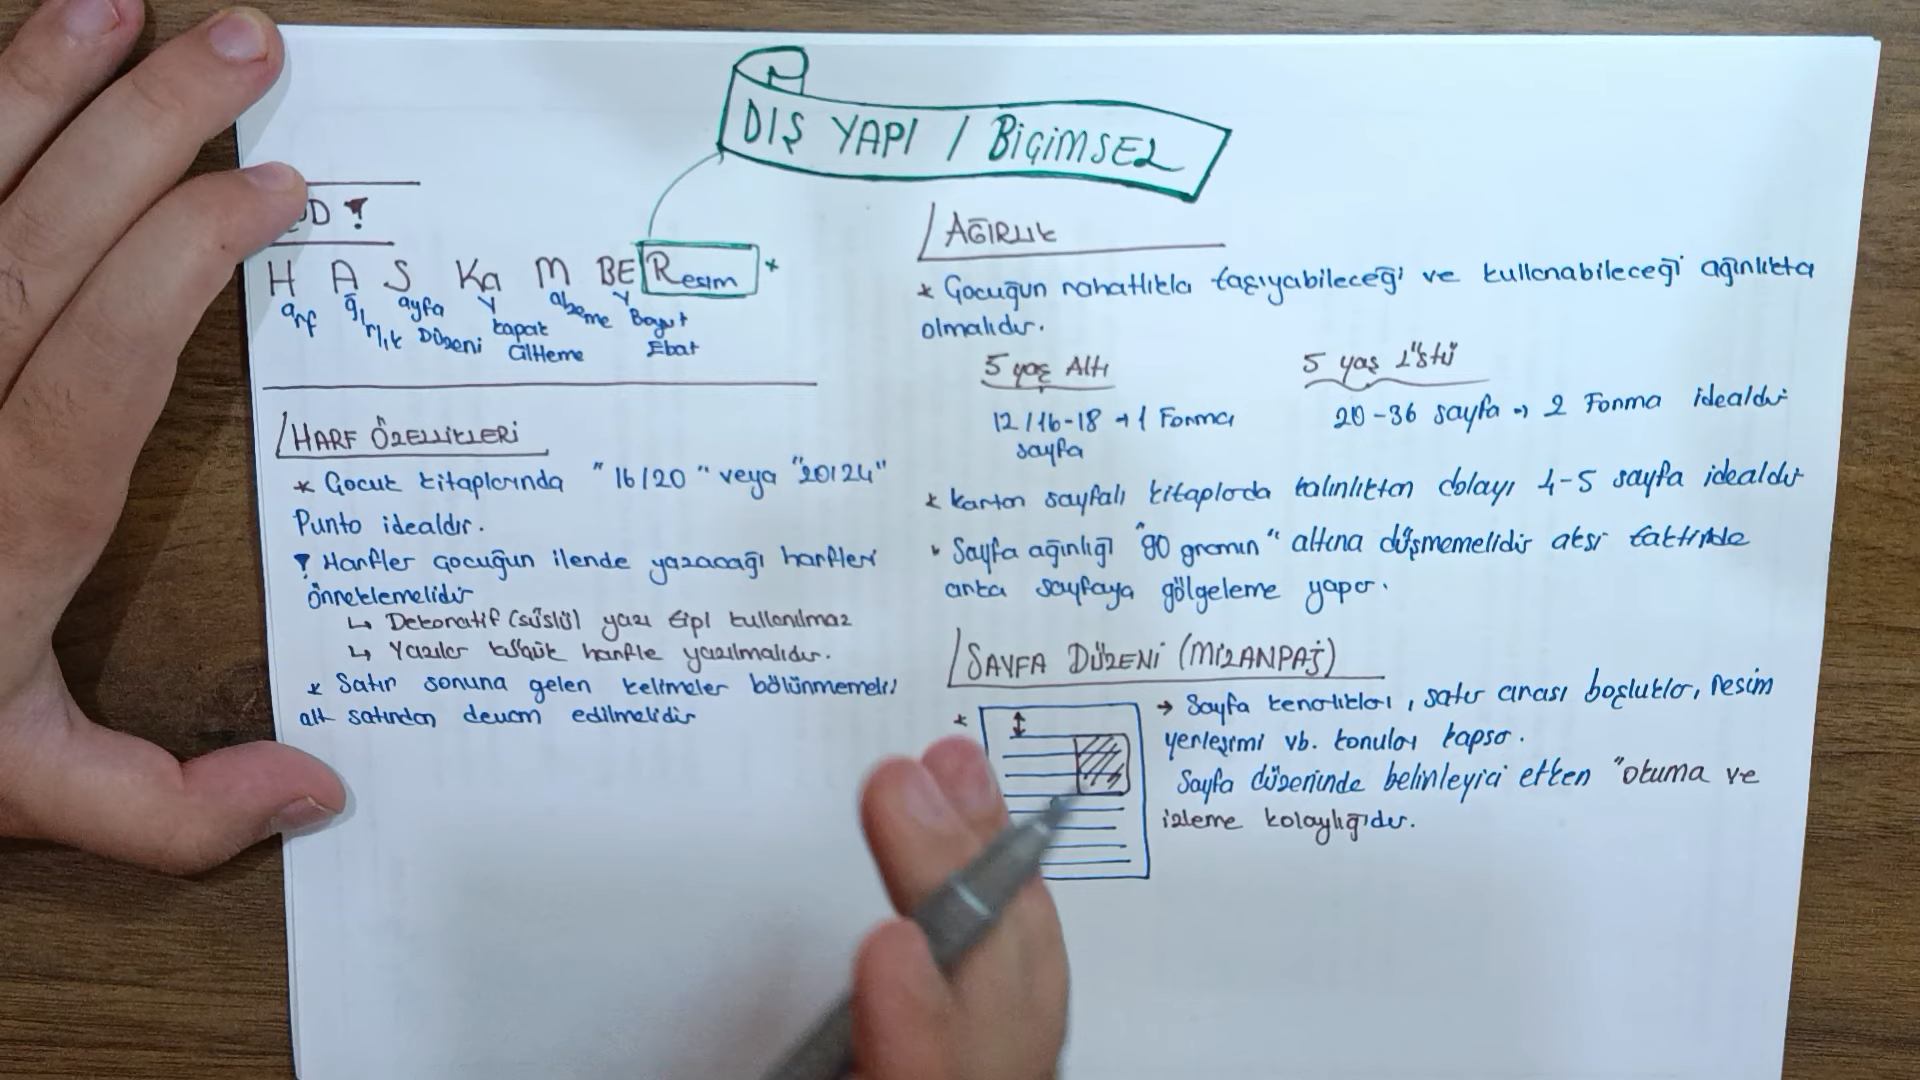 DIŞ YAPI / BİÇİMSEL
OD !
H A S Ka M BE Resim *
arf ağırlık ayfa Düzeni y kapak Ciltleme alzeme y Boyut Ebat
HARF ÖZELLİKLERİ
* Çocuk kitaplarında "16/20" veya "20/24"
Punto idealdır.
! Harfler çocuğun ilerde yazacağı harfleri
örneklemelidir
↳ Dekoratif (süslü) yazı tipi kullanılmaz
↳ Yazılar küçük harfle yazılmalıdır.
* Satır sonuna gelen kelimeler bölünmemeli
alt satırdan devam edilmelidir
AĞIRLIK
* Çocuğun rahatlıkla taşıyabileceği ve kullanabileceği ağırlıkta
olmalıdır.
5 yaş Altı
12/16-18 → 1 Forma
sayfa
5 yaş Üstü
20-36 sayfa → 2 Forma idealdir
* Karton sayfalı kitaplarda kalınlıktan dolayı 4-5 sayfa idealdir
* Sayfa ağırlığı "90 gramın" altına düşmemelidir aksi taktirde
arka sayfaya gölgeleme yapar.
SAYFA DÜZENİ (MİZANPAJ)
* → Sayfa kenarlıkları, satır arası boşluklar, resim
yerleşimi vb. konuları kapsar.
Sayfa düzeninde belirleyici etken "okuma ve
izleme kolaylığıdır.